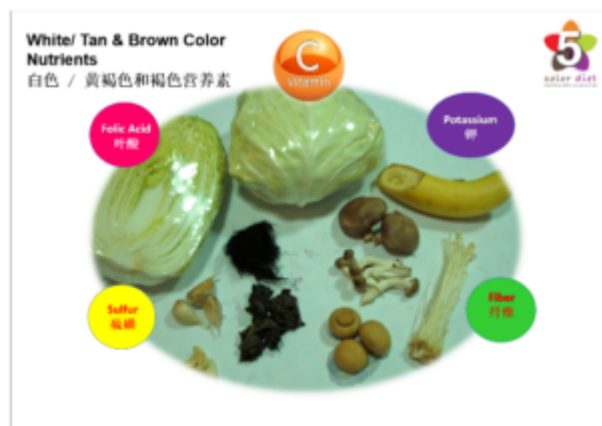 White/ Tan & Brown Color
Nutrients
白色 / 黄褐色和褐色营养素
5
color diet
C
Vitamin
Folic Acid
叶酸
Potassium
钾
Sulfur
硫磺
Fiber
纤维